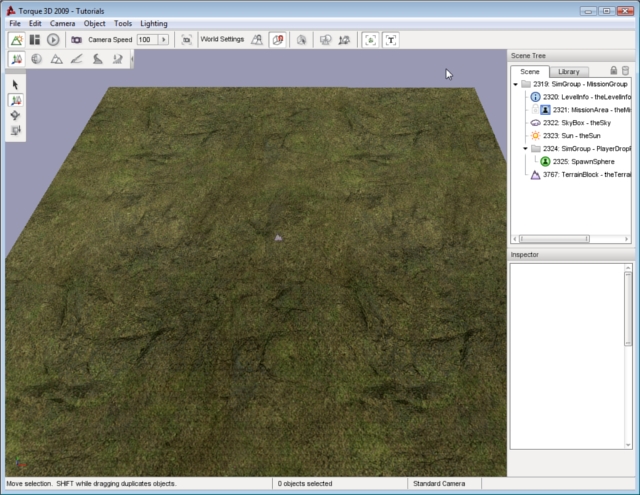 Torque 3D 2009 - Tutorials
File Edit View Camera Object Tools Lighting
Camera Speed 100 World Settings
Scene Tree
Scene Library
2319: SimGroup - MissionGroup
2320: LevelInfo - theLevelInfo
2321: MissionArea - theMi
2322: SkyBox - theSky
2323: Sun - theSun
2324: SimGroup - PlayerDrop
2325: SpawnSphere
3767: TerrainBlock - theTerrain
Inspector
Move selection. SHIFT while dragging duplicates objects. 0 objects selected Standard Camera